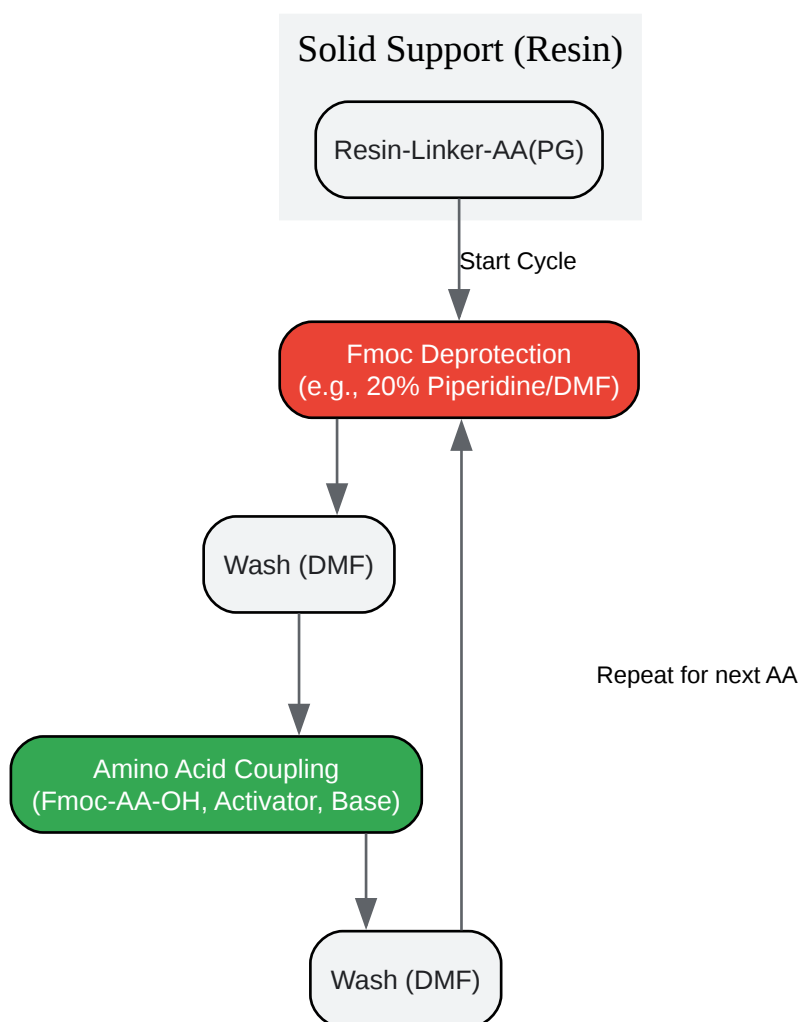 Solid Support (Resin)
Resin-Linker-AA(PG)
Start Cycle
Fmoc Deprotection
(e.g., 20% Piperidine/DMF)
Wash (DMF)
Repeat for next AA
Amino Acid Coupling
(Fmoc-AA-OH, Activator, Base)
Wash (DMF)